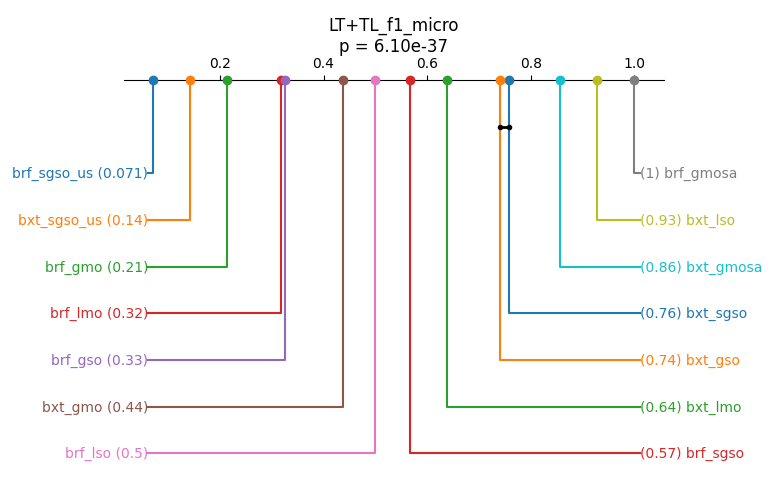 LT+TL_f1_micro
p = 6.10e-37
0.2 0.4 0.6 0.8 1.0
brf_sgso_us (0.071) (1) brf_gmosa
bxt_sgso_us (0.14) (0.93) bxt_lso
brf_gmo (0.21) (0.86) bxt_gmosa
brf_lmo (0.32) (0.76) bxt_sgso
brf_gso (0.33) (0.74) bxt_gso
bxt_gmo (0.44) (0.64) bxt_lmo
brf_lso (0.5) (0.57) brf_sgso